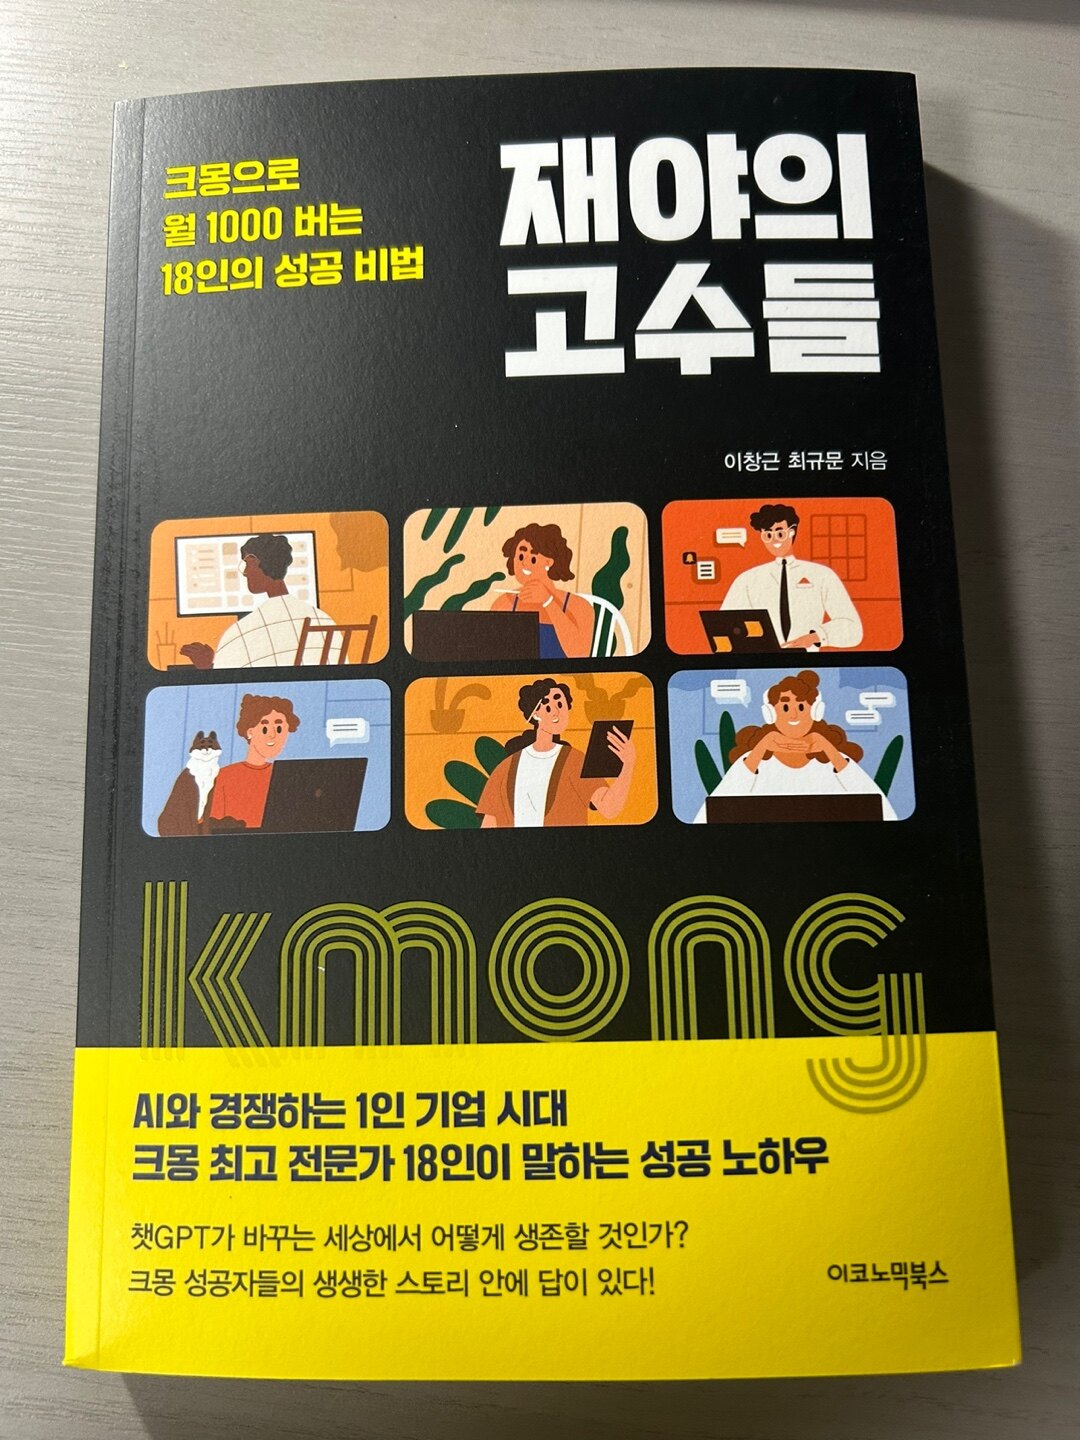 크몽으로
월 1000 버는
18인의 성공 비법
재야의
고수들
이창근 최규문 지음
kmong
AI와 경쟁하는 1인 기업 시대
크몽 최고 전문가 18인이 말하는 성공 노하우
챗GPT가 바꾸는 세상에서 어떻게 생존할 것인가?
크몽 성공자들의 생생한 스토리 안에 답이 있다!
이코노믹북스